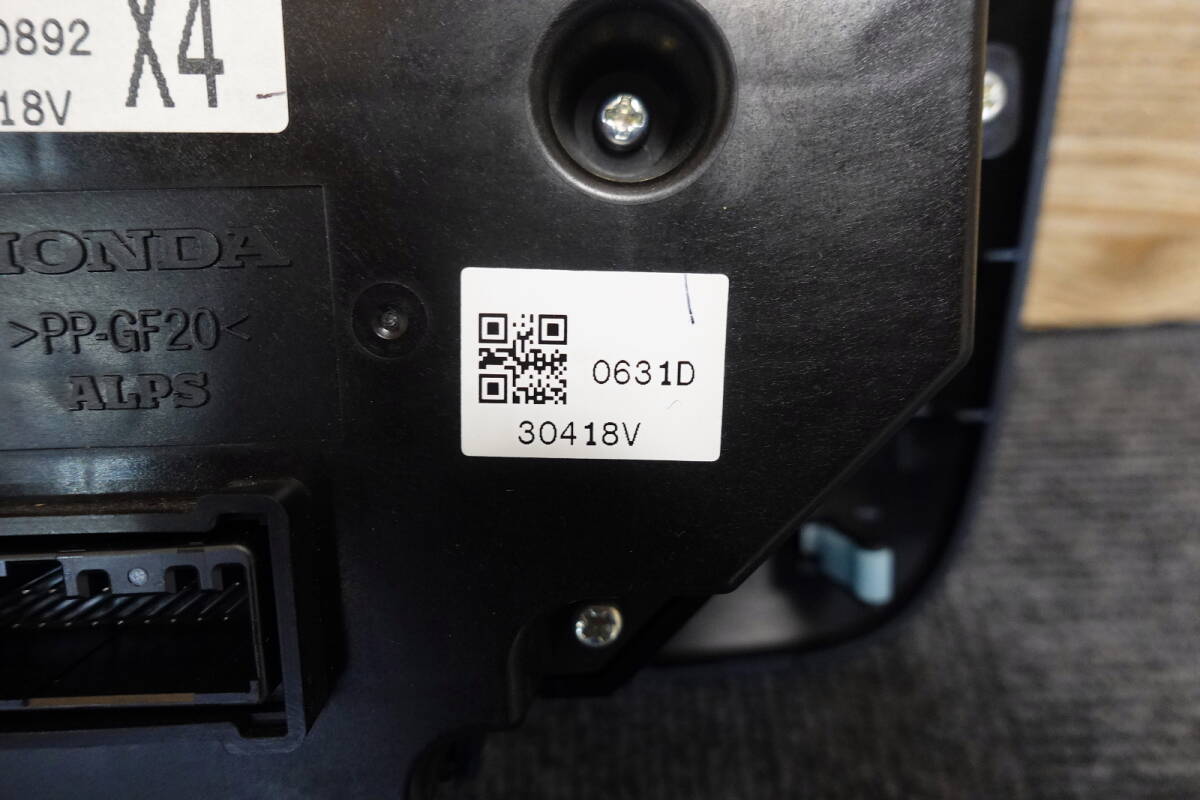 0892 X4
18V
HONDA
>PP-GF20<
ALPS
0631D
30418V